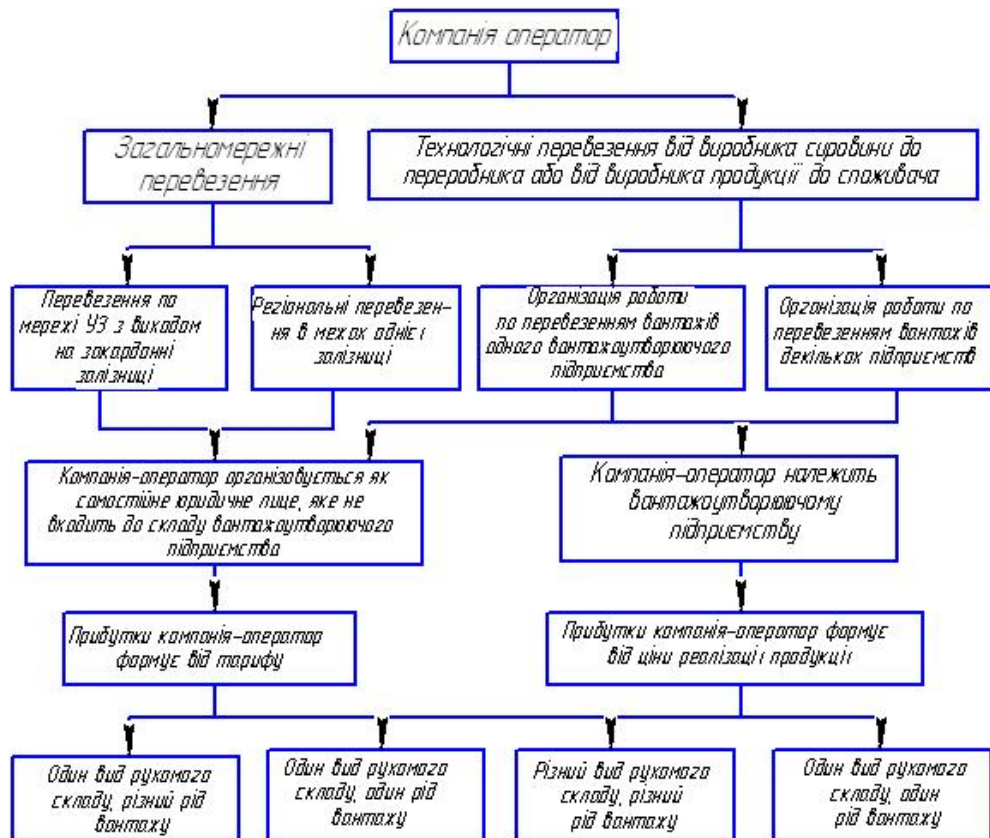 Компанія оператор
Загальномережні
перевезення
Технологічні перевезення від виробника сировини до
переробника або від виробника продукції до споживача
Перевезення по
мережі УЗ з виходом
на закордонні
залізниці
Регіональні перевезен-
ня в межах однієї
залізниці
Організація роботи
по перевезенням вантажів
одного вантажоутворюючого
підприємства
Організація роботи по
перевезенням вантажів
декількох підприємств
Компанія-оператор організовується як
самостійне юридичне лице, яке не
входить до складу вантажоутворюючого
підприємства
Компанія-оператор належить
вантажоутворюючому
підприємству
Прибутки компанія-оператор
формує від тарифу
Прибутки компанія-оператор формує
від ціни реалізації продукції
Один вид рухомого
складу, різний рід
вантажу
Один вид рухомого
складу, один рід
вантажу
Різний вид рухомого
складу, різний
рід вантажу
Один вид рухомого
складу, один
рід вантажу